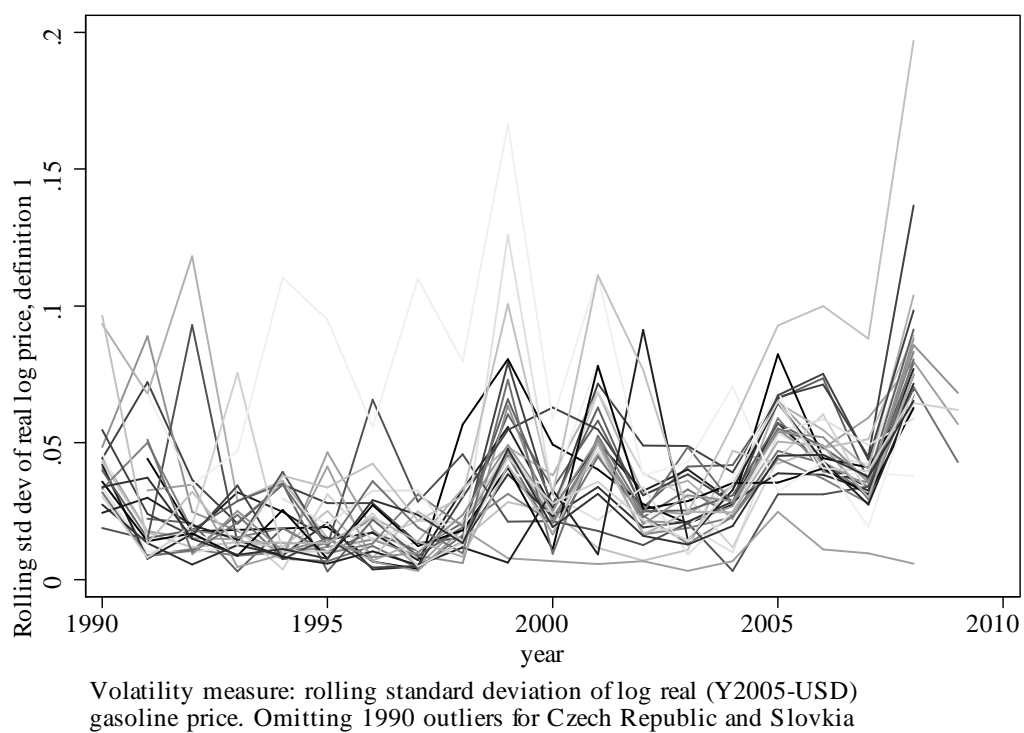 .2
.15
.1
.05
0
Rolling std dev of real log price, definition 1
1990 1995 2000 2005 2010
year
Volatility measure: rolling standard deviation of log real (Y2005-USD)
gasoline price. Omitting 1990 outliers for Czech Republic and Slovkia